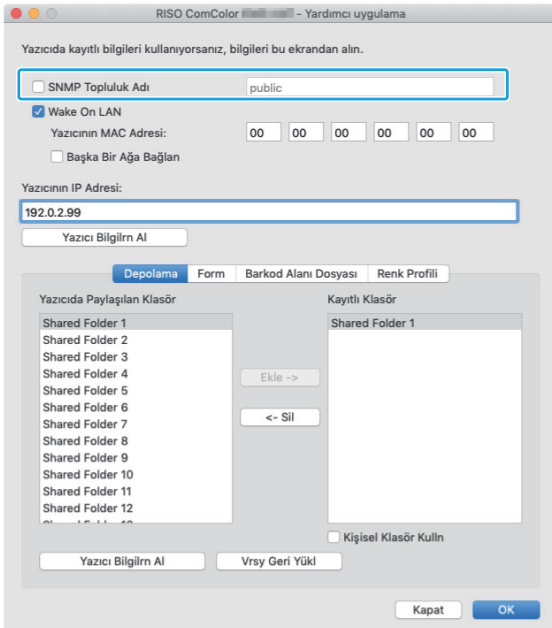 RISO ComColor - Yardımcı uygulama
Yazıcıda kayıtlı bilgileri kullanıyorsanız, bilgileri bu ekrandan alın.
SNMP Topluluk Adı public
Wake On LAN
Yazıcının MAC Adresi: 00 00 00 00 00 00
Başka Bir Ağa Bağlan
Yazıcının IP Adresi:
192.0.2.99
Yazıcı Bilgilrn Al
Depolama Form Barkod Alanı Dosyası Renk Profili
Yazıcıda Paylaşılan Klasör Kayıtlı Klasör
Shared Folder 1 Shared Folder 1
Shared Folder 2
Shared Folder 3
Shared Folder 4
Shared Folder 5
Shared Folder 6
Shared Folder 7
Shared Folder 8
Shared Folder 9
Shared Folder 10
Shared Folder 11
Shared Folder 12
Ekle ->
<- Sil
Kişisel Klasör Kulln
Yazıcı Bilgilrn Al Vrsy Geri Yükl
Kapat OK